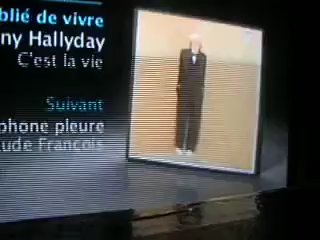 blié de vivre
ny Hallyday
C'est la vie
Suivant
phone pleure
ude François